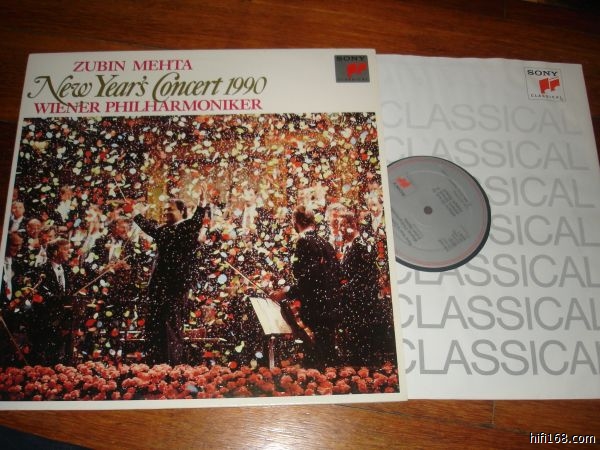 ZUBIN MEHTA
New Year's Concert 1990
WIENER PHILHARMONIKER
SONY
CLASSICAL
SONY
CLASSICAL
CLASSICAL
CLASSICAL
CLASSICAL
CLASSICAL
CLASSICAL
CLASSICAL
CLASSICAL
hifi168.com